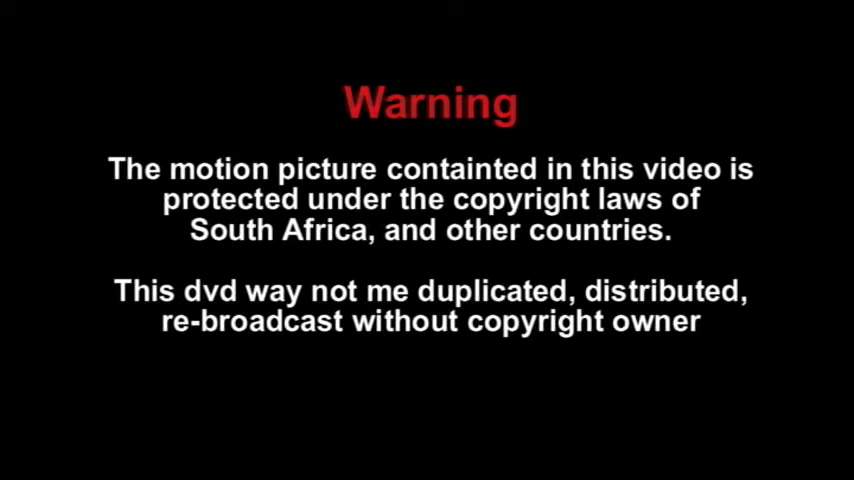 Warning
The motion picture containted in this video is
protected under the copyright laws of
South Africa, and other countries.
This dvd way not me duplicated, distributed,
re-broadcast without copyright owner